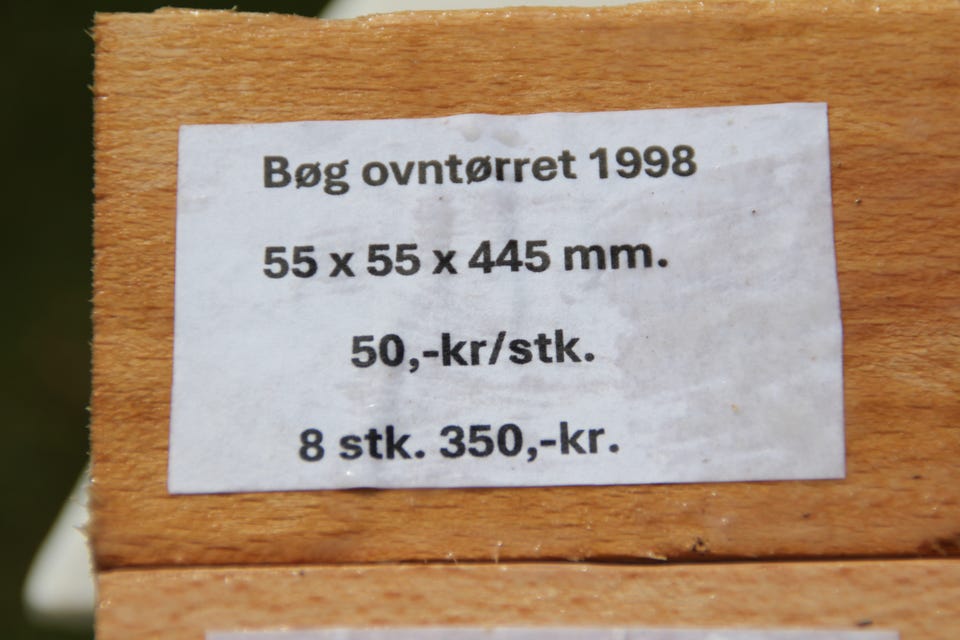 Bøg ovntørret 1998
55 x 55 x 445 mm.
50,-kr/stk.
8 stk. 350,-kr.